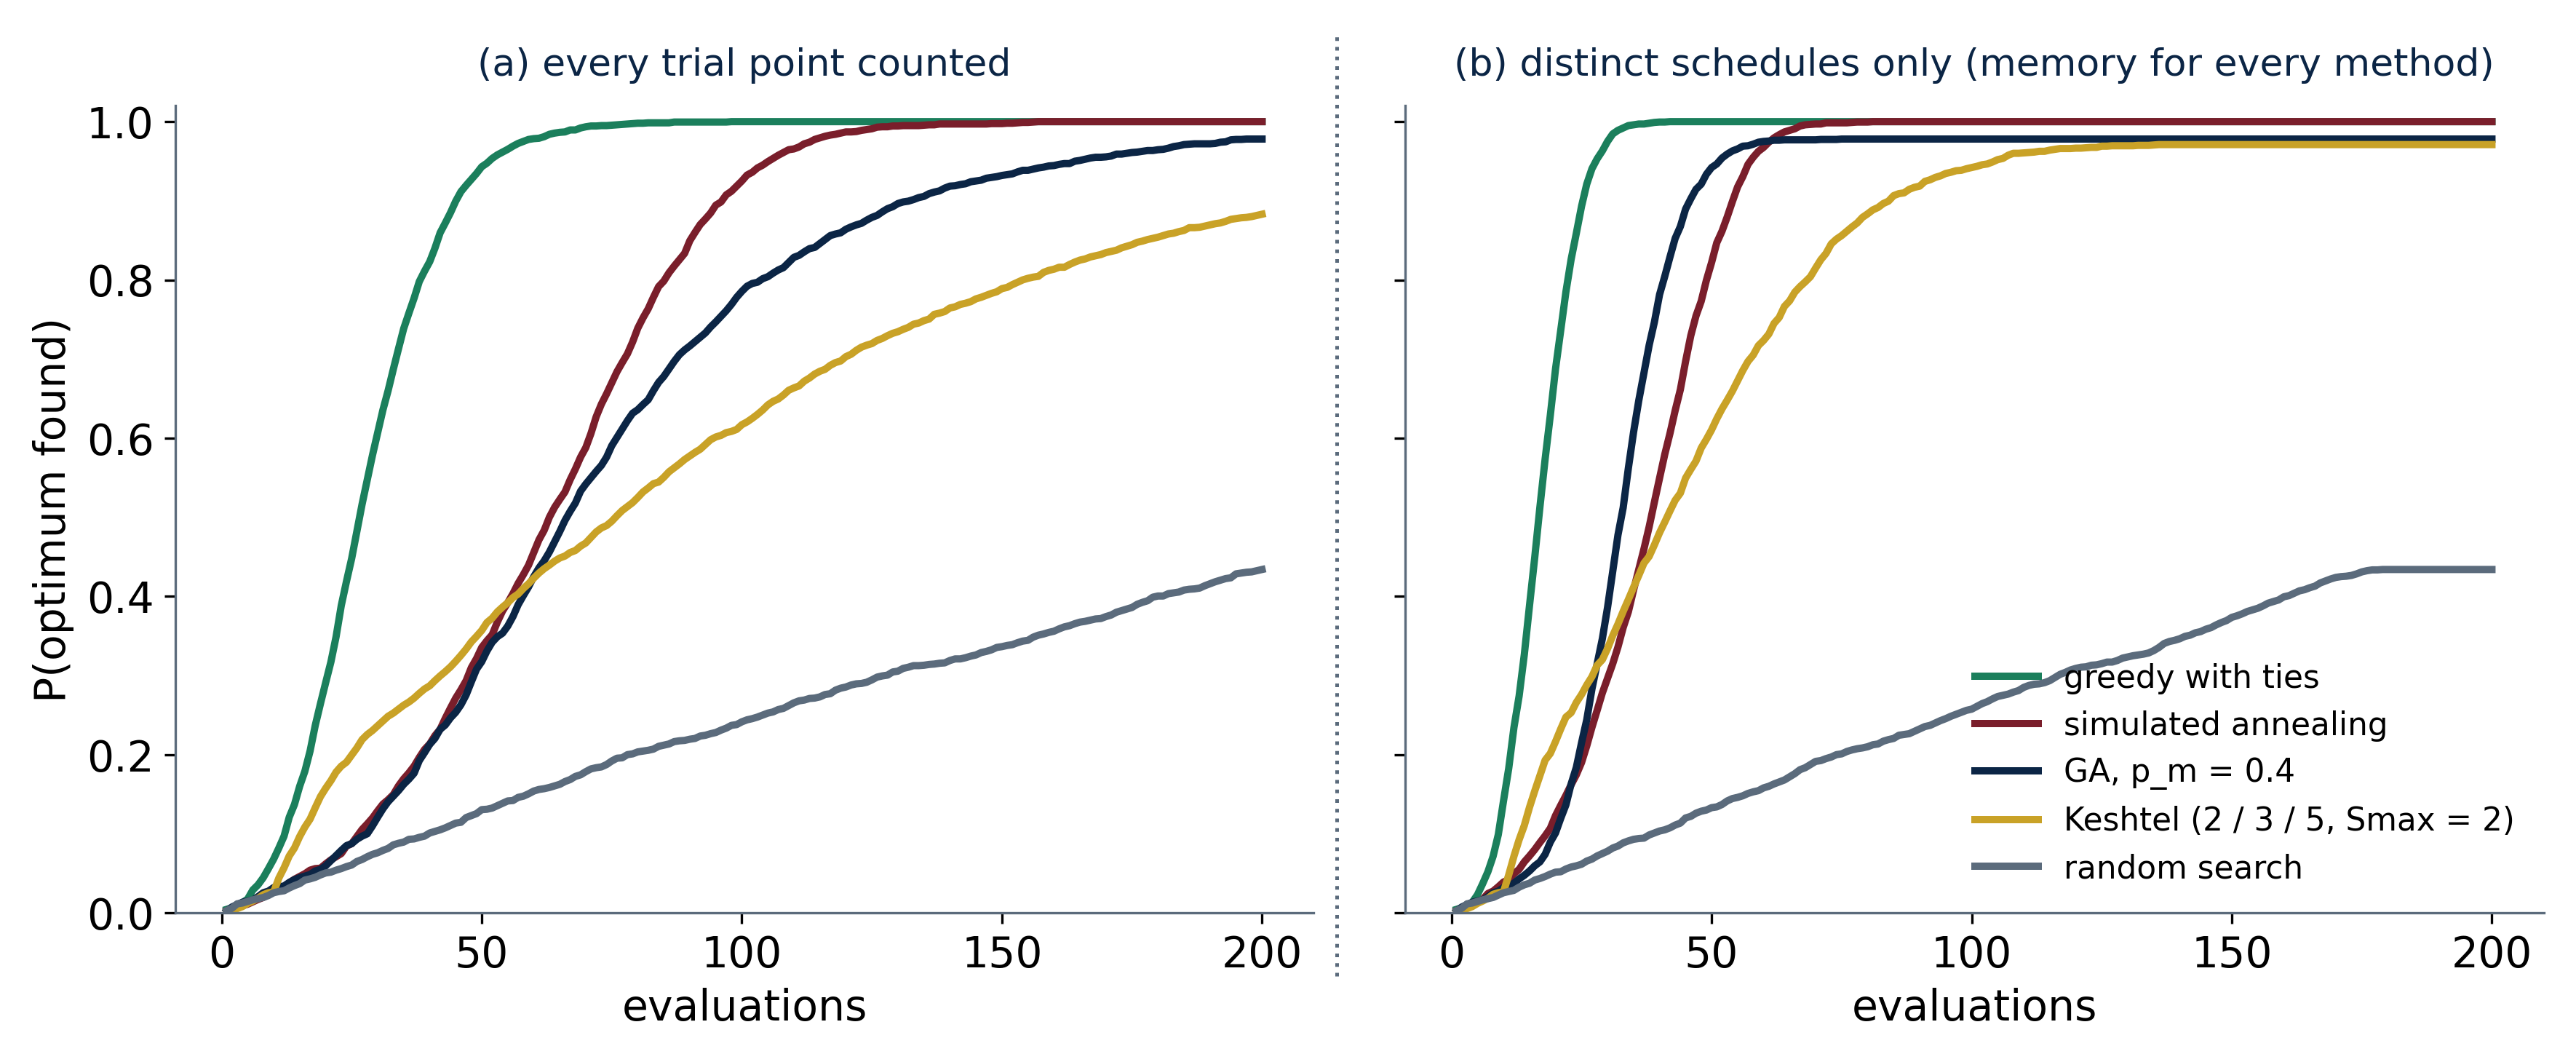 (a) every trial point counted
P(optimum found)
1.0
0.8
0.6
0.4
0.2
0.0
0
50
100
150
200
evaluations
(b) distinct schedules only (memory for every method)
greedy with ties
simulated annealing
GA, p_m = 0.4
Keshtel (2 / 3 / 5, Smax = 2)
random search
0
50
100
150
200
evaluations